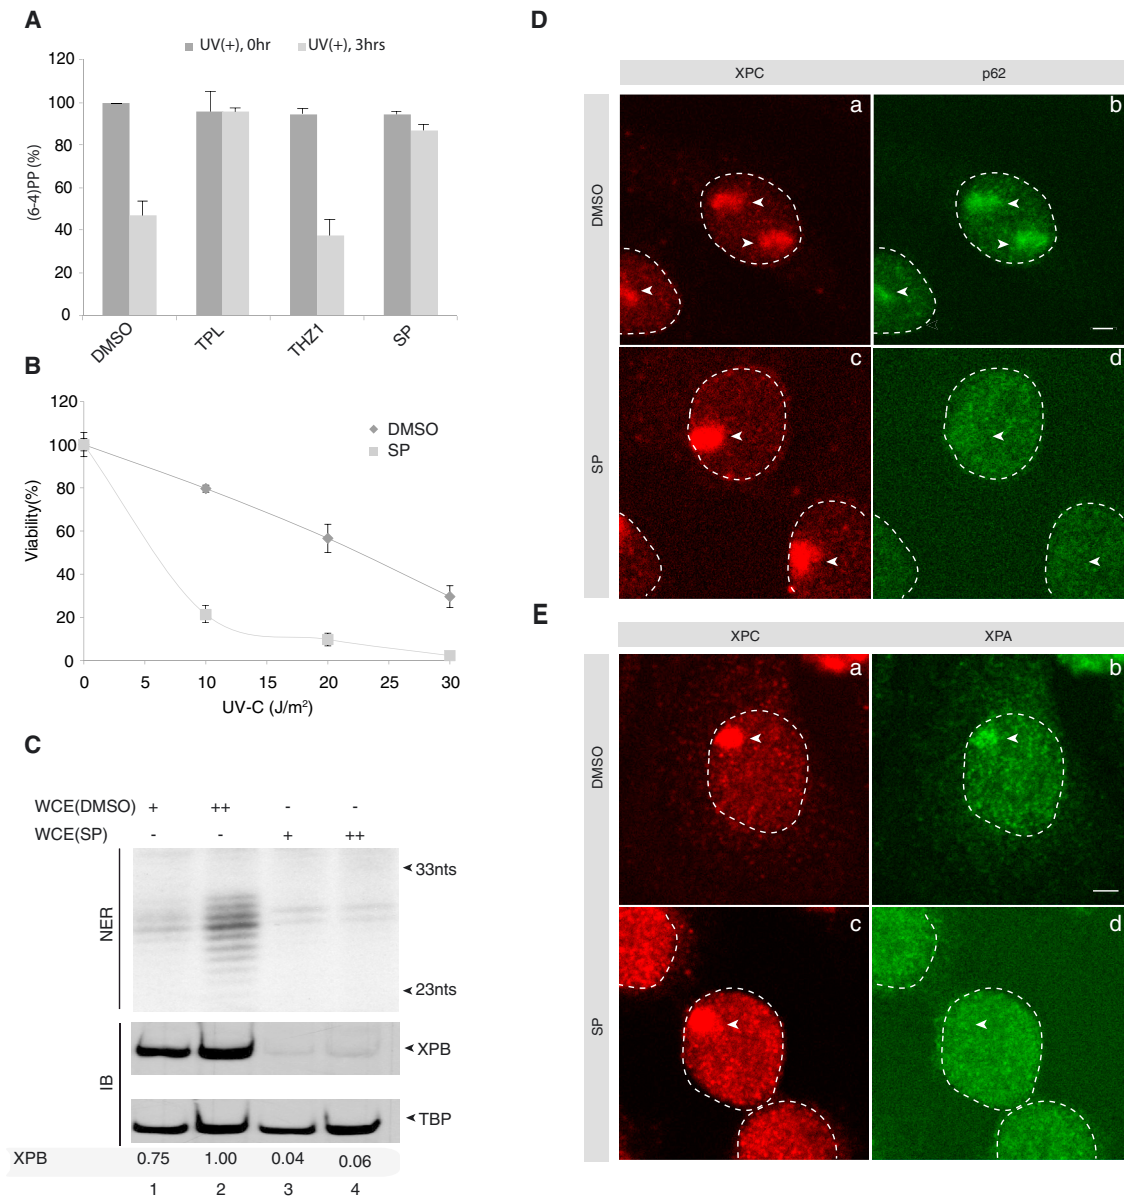 A
UV(+), 0hr UV(+), 3hrs
(6-4)PP (%)
120
100
80
60
40
20
0
DMSO TPL THZ1 SP
B
Viability(%)
120
100
80
60
40
20
0
DMSO
SP
0 5 10 15 20 25 30
UV-C (J/m²)
C
WCE(DMSO) + ++ - -
WCE(SP) - - + ++
NER
33nts
23nts
IB
XPB
TBP
XPB 0.75 1.00 0.04 0.06
1 2 3 4
D
XPC p62
DMSO
a b
SP
c d
E
XPC XPA
DMSO
a b
SP
c d